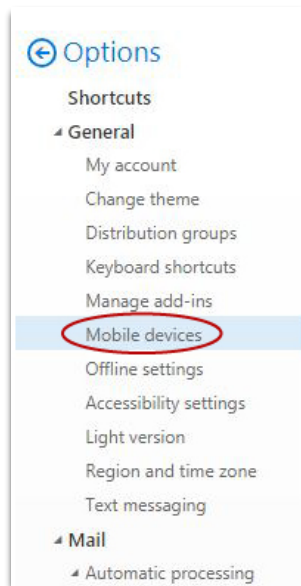 Options
Shortcuts
General
My account
Change theme
Distribution groups
Keyboard shortcuts
Manage add-ins
Mobile devices
Offline settings
Accessibility settings
Light version
Region and time zone
Text messaging
Mail
Automatic processing